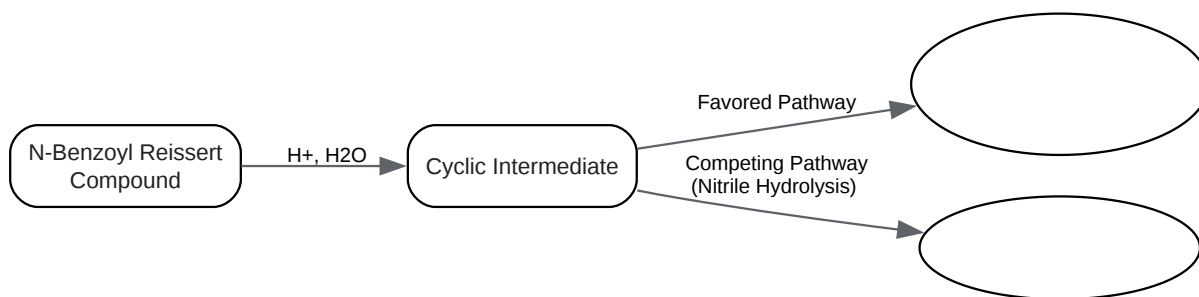 N-Benzoyl Reissert
Compound
H+, H2O
Cyclic Intermediate
Favored Pathway
Competing Pathway
(Nitrile Hydrolysis)